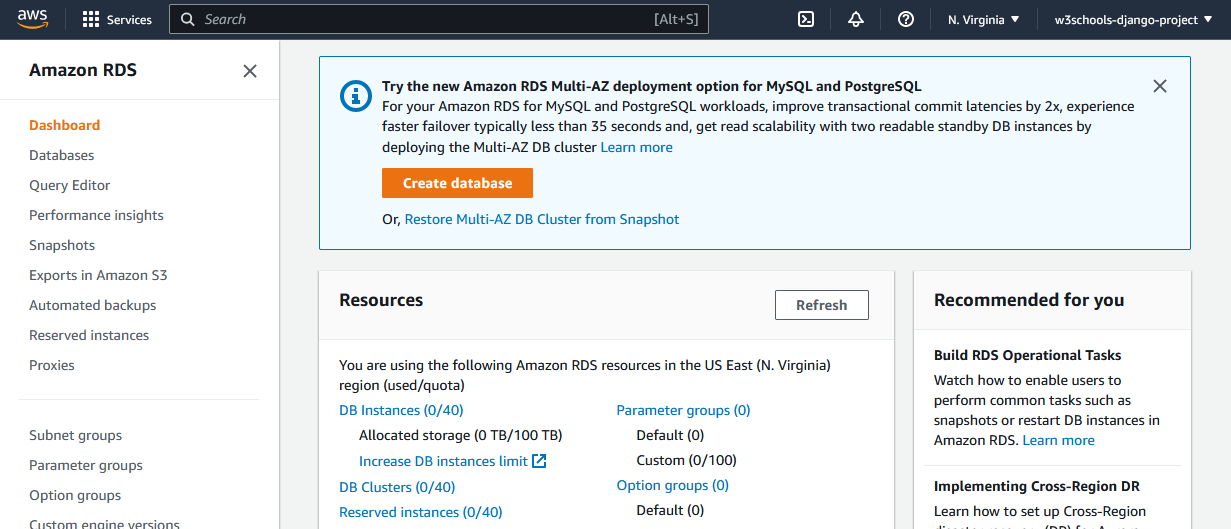 aws
Services
Search
[Alt+S]
N. Virginia
w3schools-django-project
Amazon RDS
Dashboard
Databases
Query Editor
Performance insights
Snapshots
Exports in Amazon S3
Automated backups
Reserved instances
Proxies
Subnet groups
Parameter groups
Option groups
Custom engine versions
Try the new Amazon RDS Multi-AZ deployment option for MySQL and PostgreSQL
For your Amazon RDS for MySQL and PostgreSQL workloads, improve transactional commit latencies by 2x, experience
faster failover typically less than 35 seconds and, get read scalability with two readable standby DB instances by
deploying the Multi-AZ DB cluster Learn more
Create database
Or, Restore Multi-AZ DB Cluster from Snapshot
Resources
Refresh
You are using the following Amazon RDS resources in the US East (N. Virginia)
region (used/quota)
DB Instances (0/40)
Allocated storage (0 TB/100 TB)
Increase DB instances limit
DB Clusters (0/40)
Reserved instances (0/40)
Parameter groups (0)
Default (0)
Custom (0/100)
Option groups (0)
Default (0)
Recommended for you
Build RDS Operational Tasks
Watch how to enable users to
perform common tasks such as
snapshots or restart DB instances in
Amazon RDS. Learn more
Implementing Cross-Region DR
Learn how to set up Cross-Region
disaster recovery (DR) for Aurora